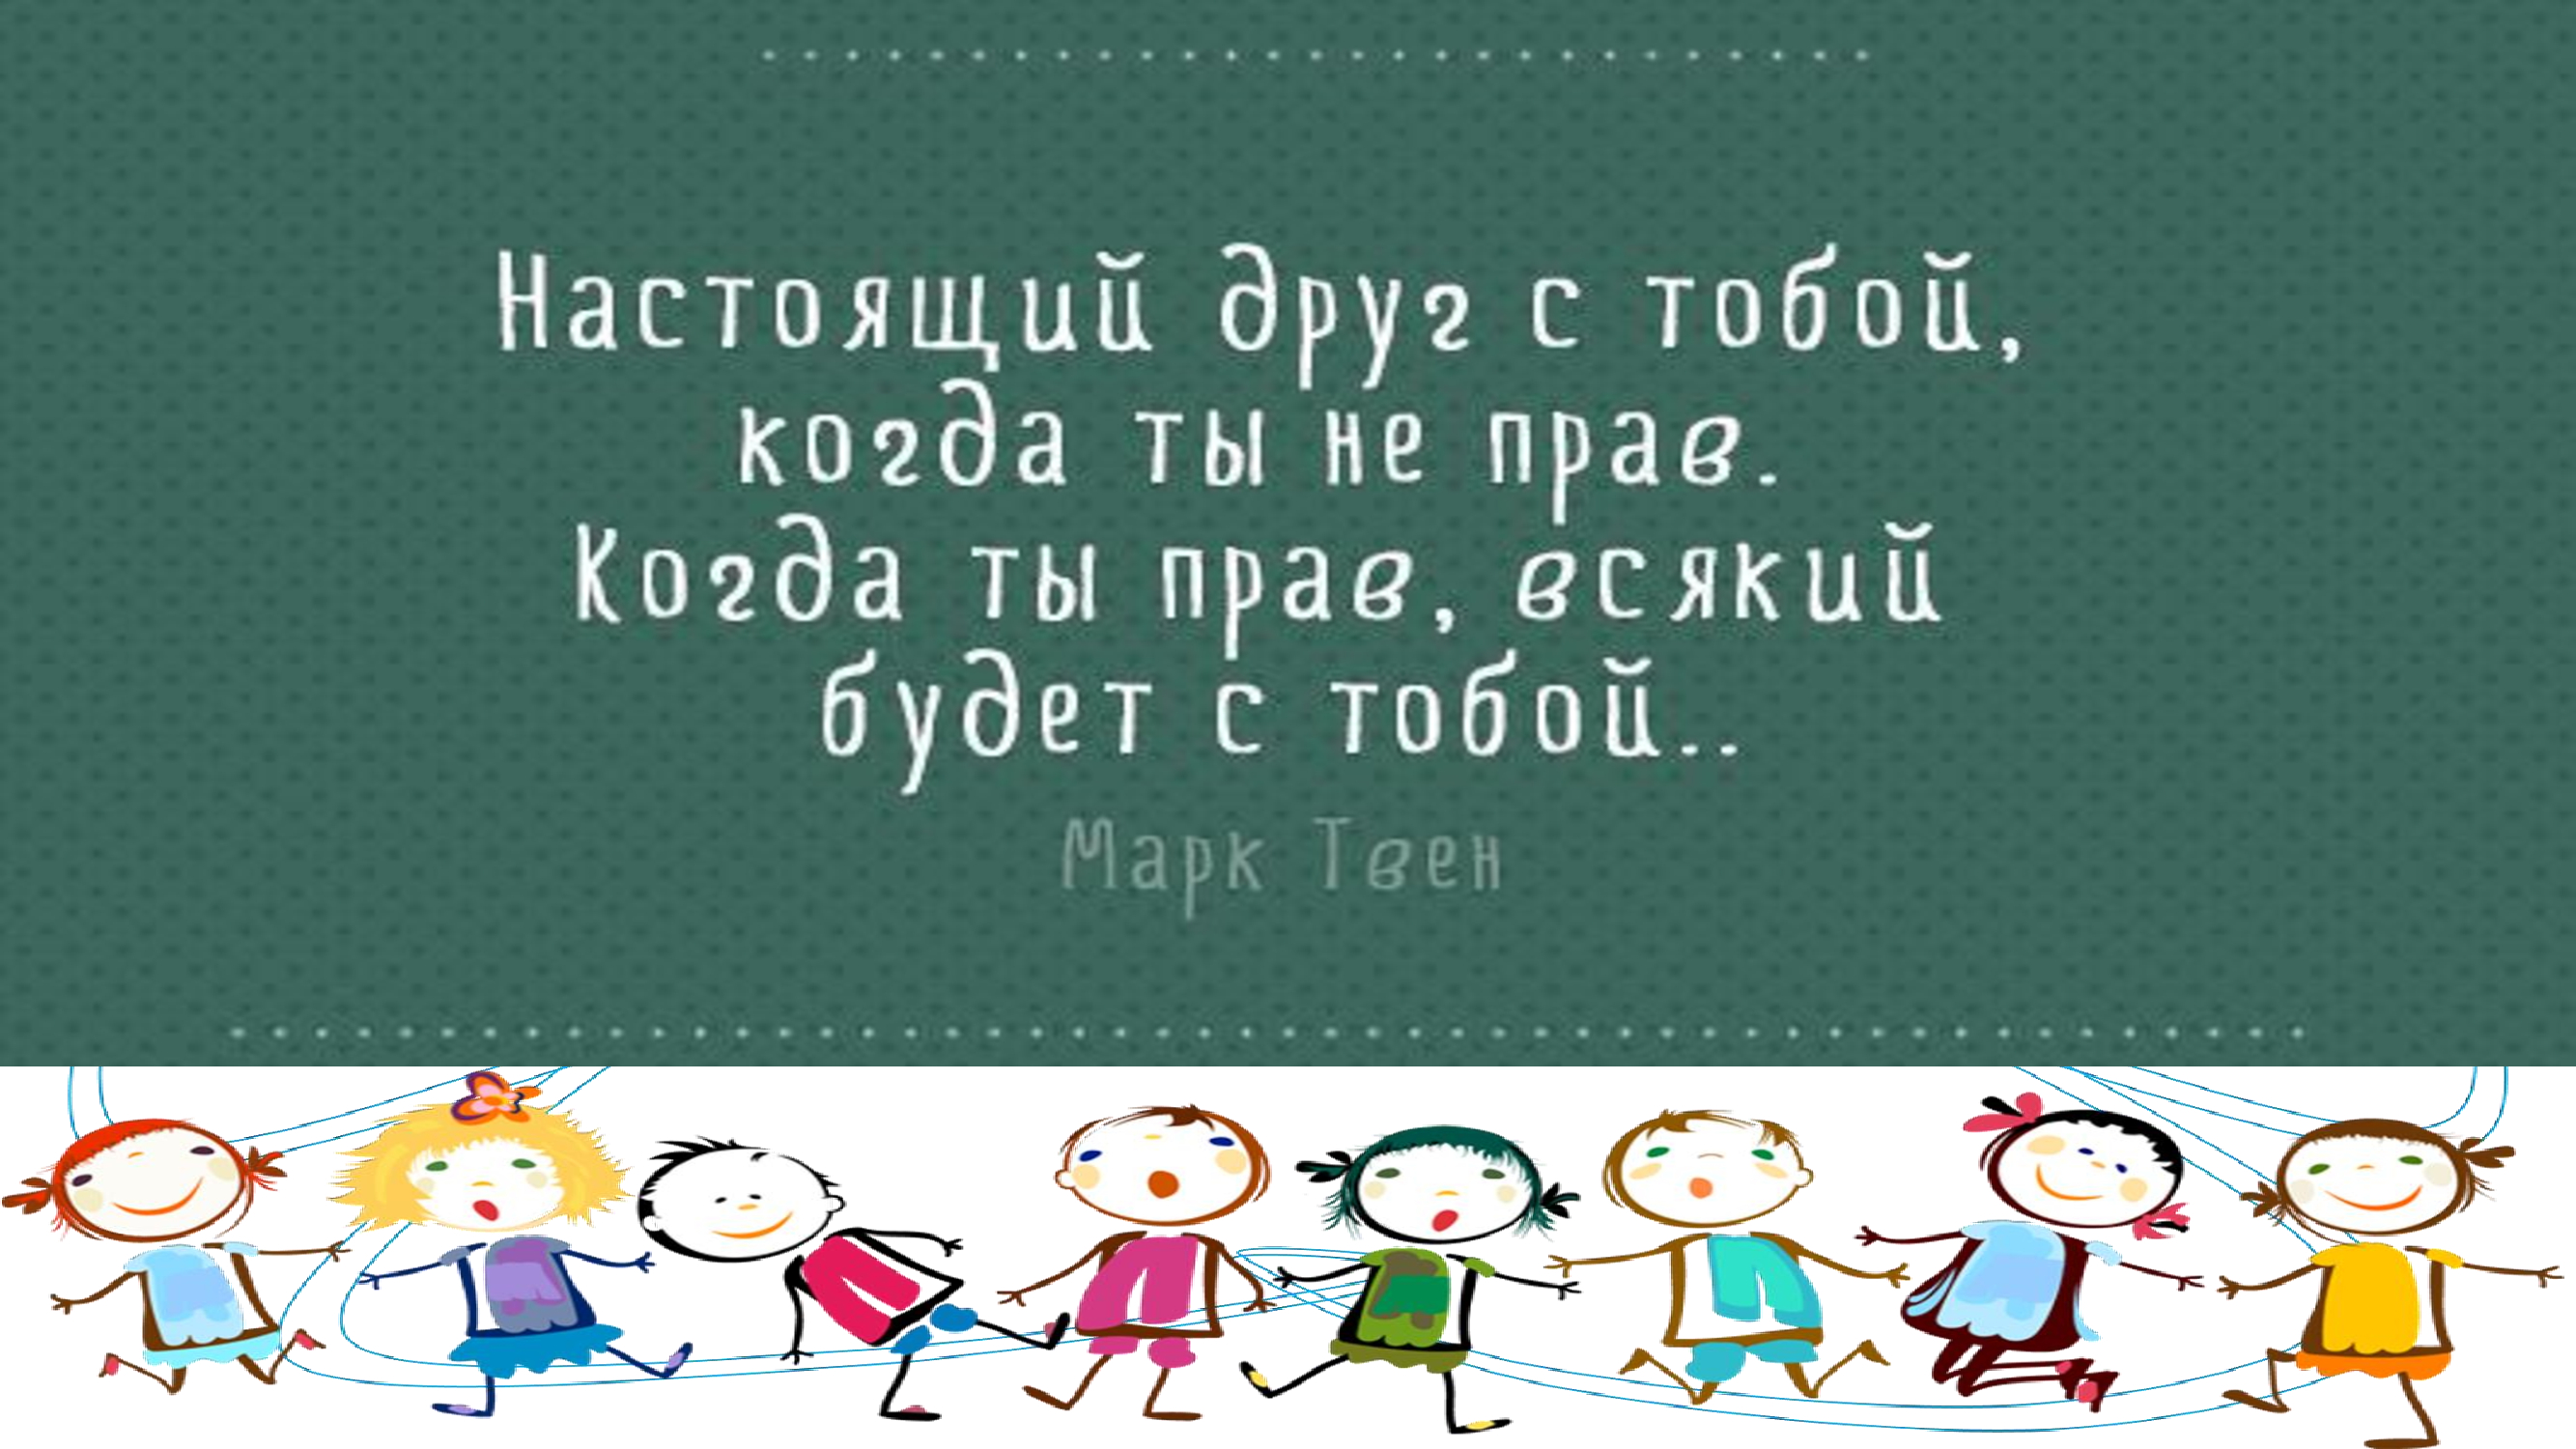 Настоящий друг с тобой,
когда ты не прав.
Когда ты прав, всякий
будет с тобой..
Марк Твен